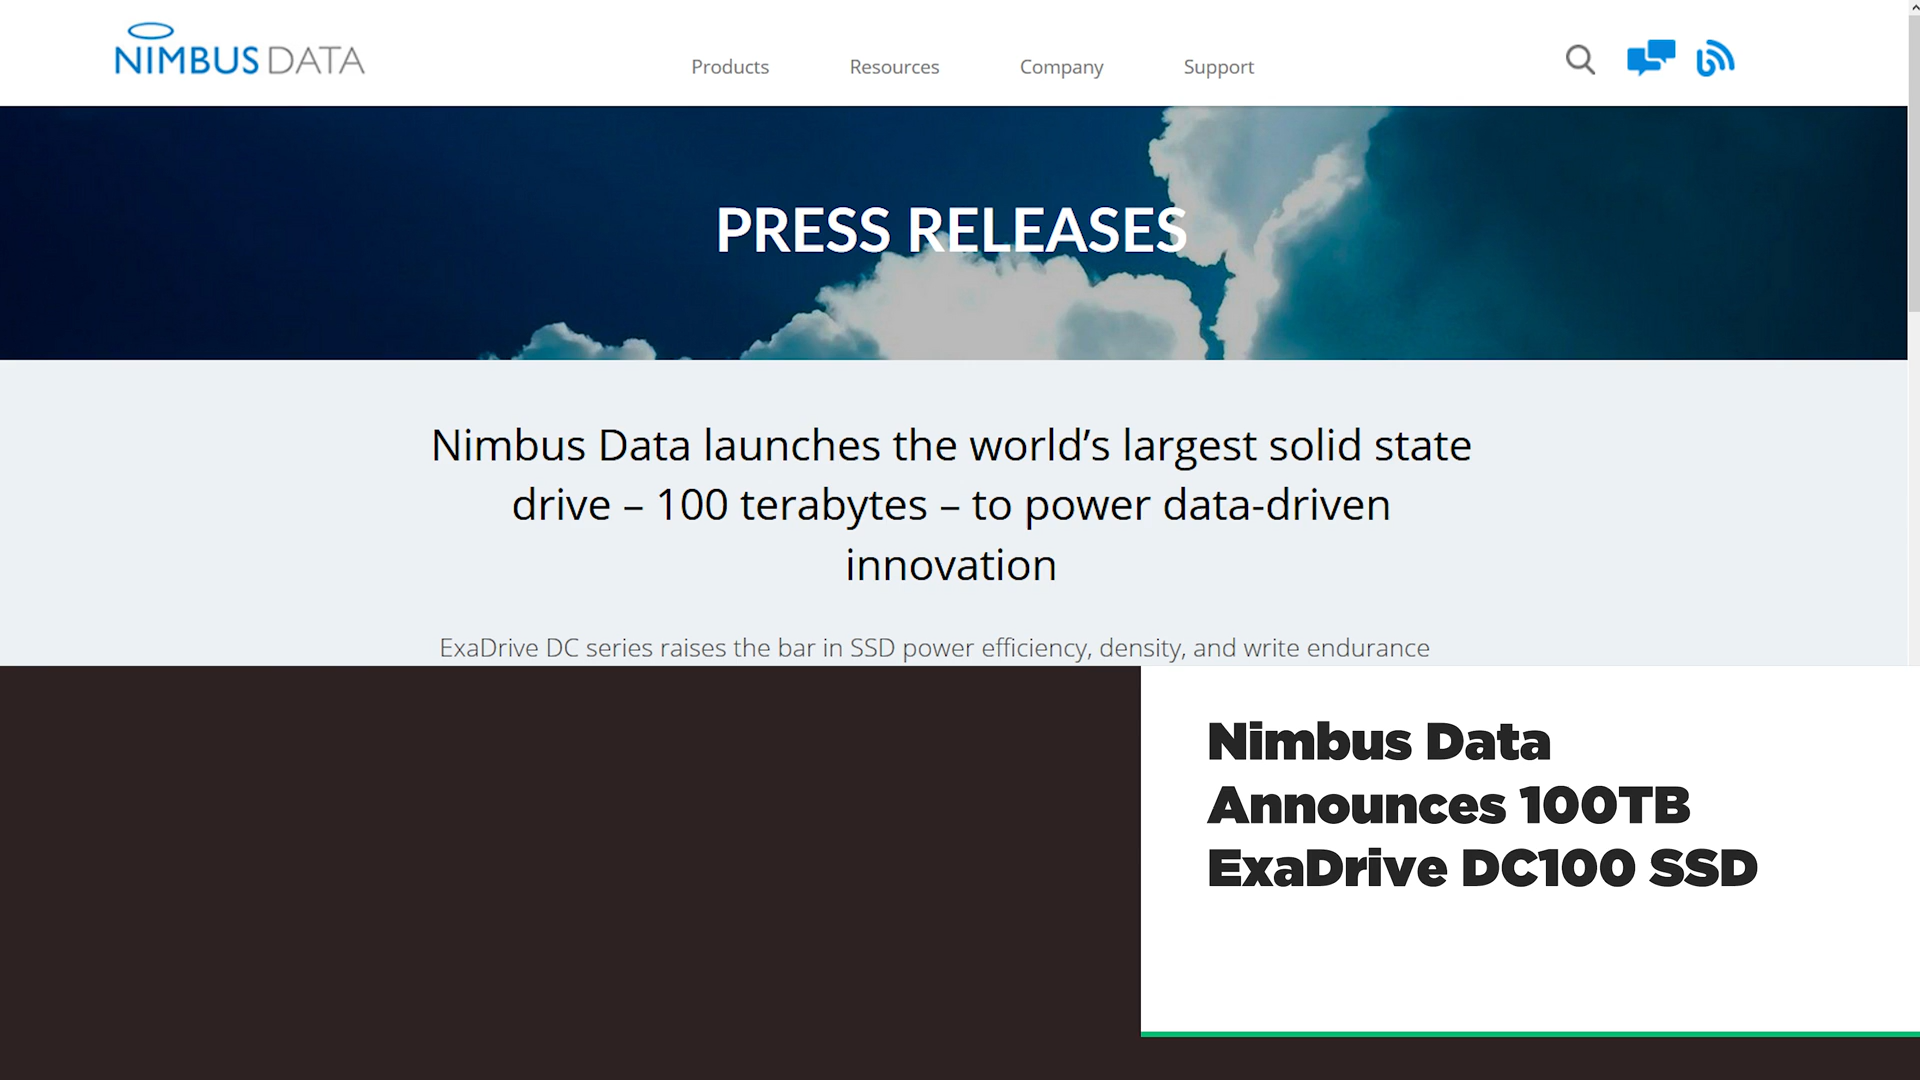 NIMBUS DATA
Products Resources Company Support
PRESS RELEASES
Nimbus Data launches the world’s largest solid state
drive – 100 terabytes – to power data-driven
innovation
ExaDrive DC series raises the bar in SSD power efficiency, density, and write endurance
Nimbus Data
Announces 100TB
ExaDrive DC100 SSD